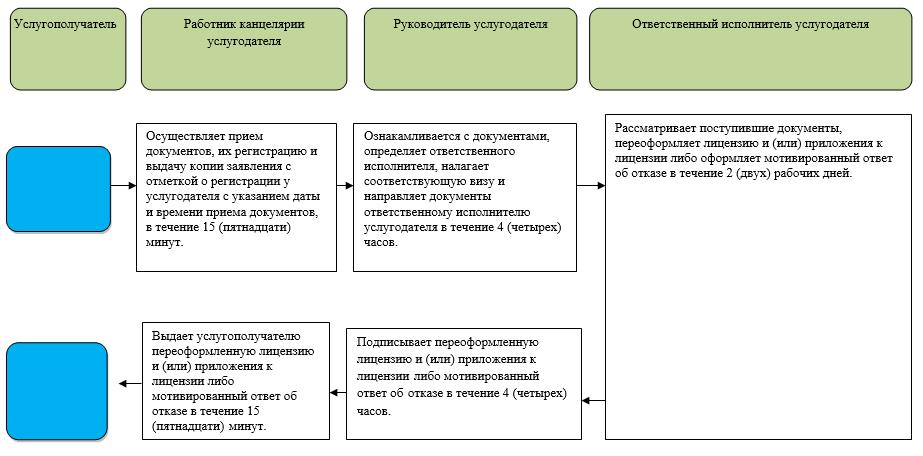 Услугополучатель
Работник канцелярии
услугодателя
Руководитель услугодателя
Ответственный исполнитель услугодателя
Осуществляет прием
документов, их регистрацию и
выдачу копии заявления с
отметкой о регистрации у
услугодателя с указанием даты
и времени приема документов,
в течение 15 (пятнадцати)
минут.
Ознакамливается с документами,
определяет ответственного
исполнителя, налагает
соответствующую визу и
направляет документы
ответственному исполнителю
услугодателя в течение 4 (четырех)
часов.
Рассматривает поступившие документы,
переоформляет лицензию и (или) приложения к
лицензии либо оформляет мотивированный ответ
об отказе в течение 2 (двух) рабочих дней.
Выдает услугополучателю
переоформленную лицензию
и (или) приложения к
лицензии либо
мотивированный ответ об
отказе в течение 15
(пятнадцати) минут.
Подписывает переоформленную
лицензию и (или) приложения к
лицензии либо мотивированный
ответ об отказе в течение 4 (четырех)
часов.